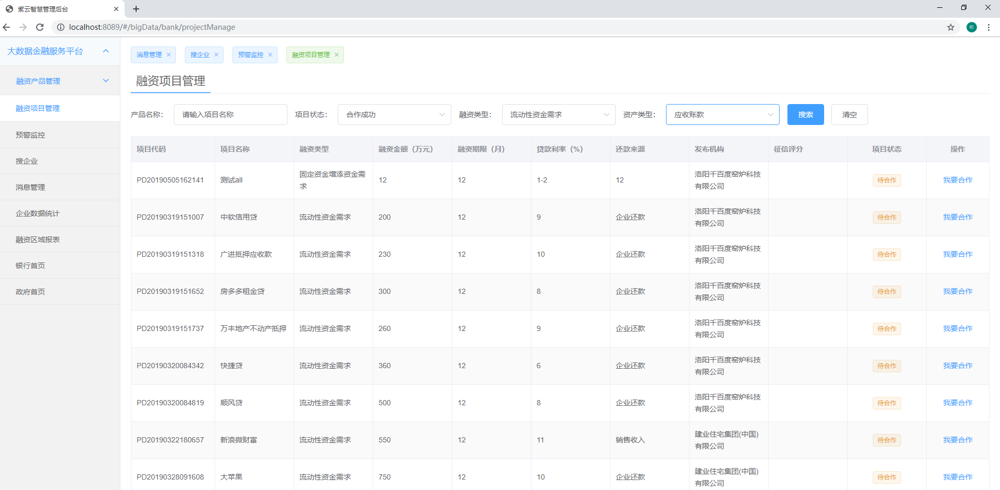 紫云智慧管理后台
localhost:8089/#/bigData/bank/projectManage
大数据金融服务平台
融资产品管理
融资项目管理
预警监控
搜企业
消息管理
企业数据统计
融资区域报表
银行首页
政府首页
消息管理 搜企业 预警监控 融资项目管理
融资项目管理
产品名称： 请输入项目名称 项目状态： 合作成功 融资类型： 流动性资金需求 资产类型： 应收账款 搜索 清空
项目代码 项目名称 融资类型 融资金额（万元） 融资期限（月） 贷款利率（%） 还款来源 发布机构 征信评分 项目状态 操作
PD20190505162141 测试all 固定资金增添资金需求 12 12 1-2 12 洛阳千百度窑炉科技有限公司 待合作 我要合作
PD20190319151007 中软信用贷 流动性资金需求 200 12 9 企业还款 洛阳千百度窑炉科技有限公司 待合作 我要合作
PD20190319151318 广进抵押应收款 流动性资金需求 230 12 10 企业还款 洛阳千百度窑炉科技有限公司 待合作 我要合作
PD20190319151652 房多多租金贷 流动性资金需求 300 12 8 企业还款 洛阳千百度窑炉科技有限公司 待合作 我要合作
PD20190319151737 万丰地产不动产抵押 流动性资金需求 260 12 9 企业还款 洛阳千百度窑炉科技有限公司 待合作 我要合作
PD20190320084342 快捷贷 流动性资金需求 360 12 6 企业还款 洛阳千百度窑炉科技有限公司 待合作 我要合作
PD20190320084819 顺风贷 流动性资金需求 500 12 8 企业还款 洛阳千百度窑炉科技有限公司 待合作 我要合作
PD20190322180657 新浪微财富 流动性资金需求 550 12 11 销售收入 建业住宅集团(中国)有限公司 待合作 我要合作
PD20190328091608 大苹果 流动性资金需求 750 12 10 企业还款 建业住宅集团(中国)有限公司 待合作 我要合作